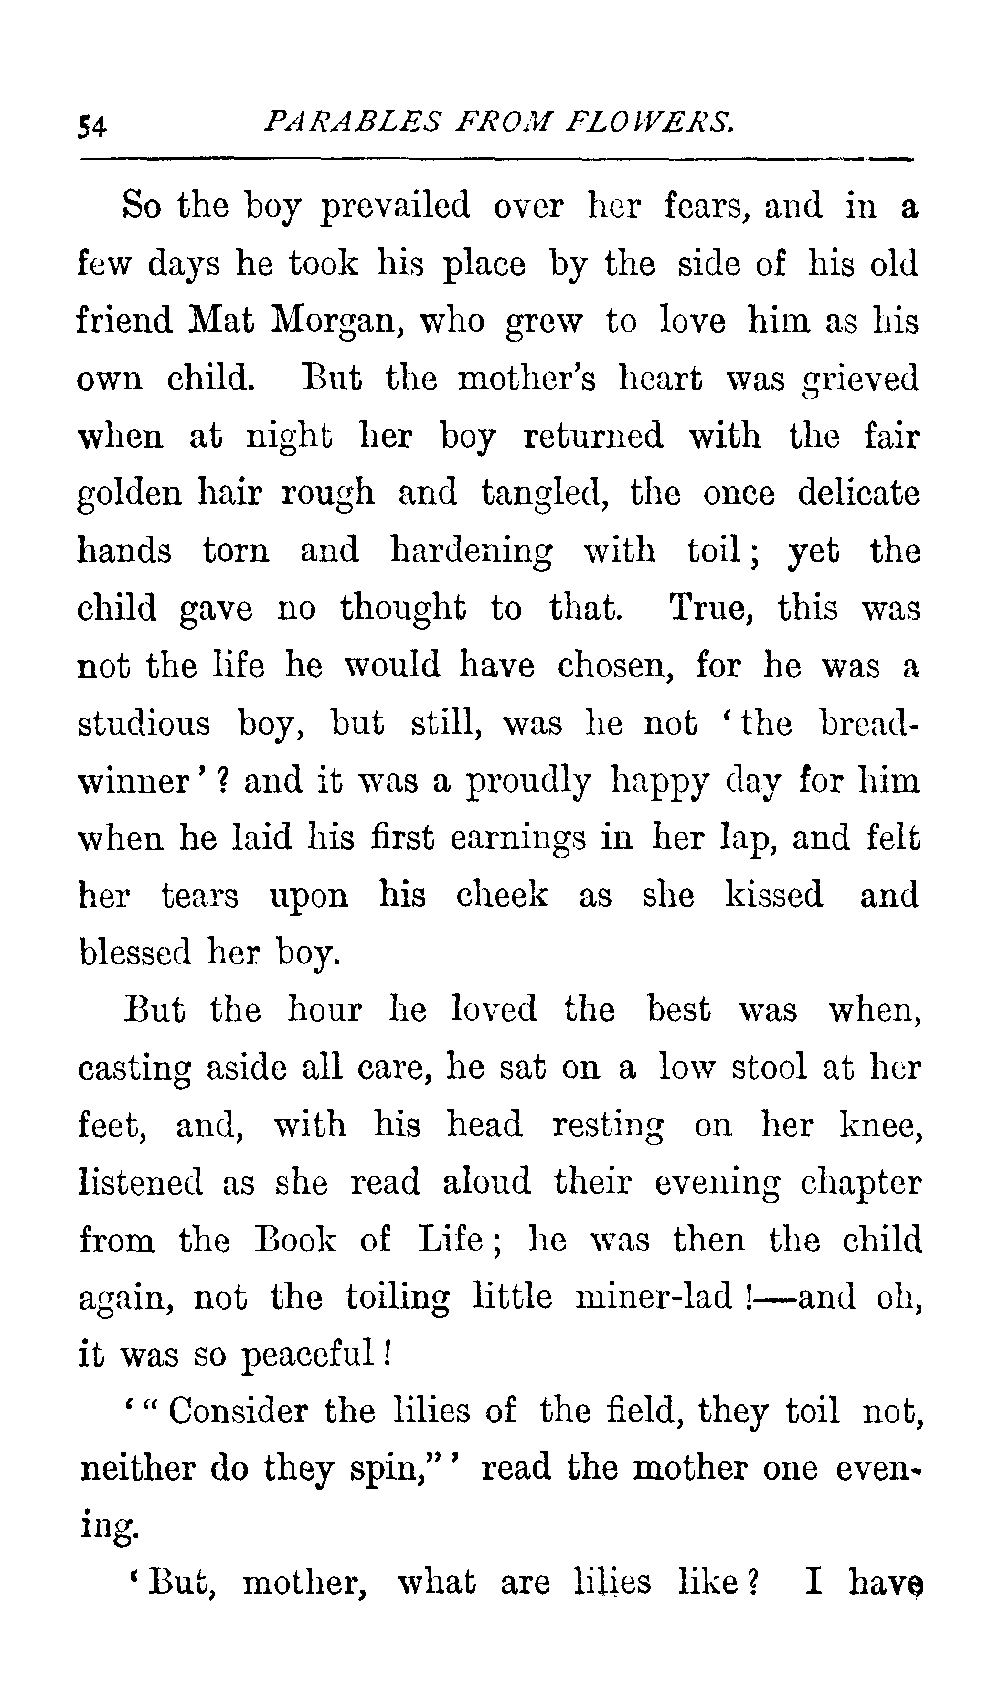 54 PARABLES FROM FLOWERS.
So the boy prevailed over her fears, and in a
few days he took his place by the side of his old
friend Mat Morgan, who grew to love him as his
own child. But the mother's heart was grieved
when at night her boy returned with the fair
golden hair rough and tangled, the once delicate
hands torn and hardening with toil; yet the
child gave no thought to that. True, this was
not the life he would have chosen, for he was a
studious boy, but still, was he not ‘the bread-
winner’? and it was a proudly happy day for him
when he laid his first earnings in her lap, and felt
her tears upon his cheek as she kissed and
blessed her boy.
But the hour he loved the best was when,
casting aside all care, he sat on a low stool at her
feet, and, with his head resting on her knee,
listened as she read aloud their evening chapter
from the Book of Life; he was then the child
again, not the toiling little miner-lad!—and oh,
it was so peaceful!
‘“Consider the lilies of the field, they toil not,
neither do they spin,”’ read the mother one even-
ing.
‘But, mother, what are lilies like? I have